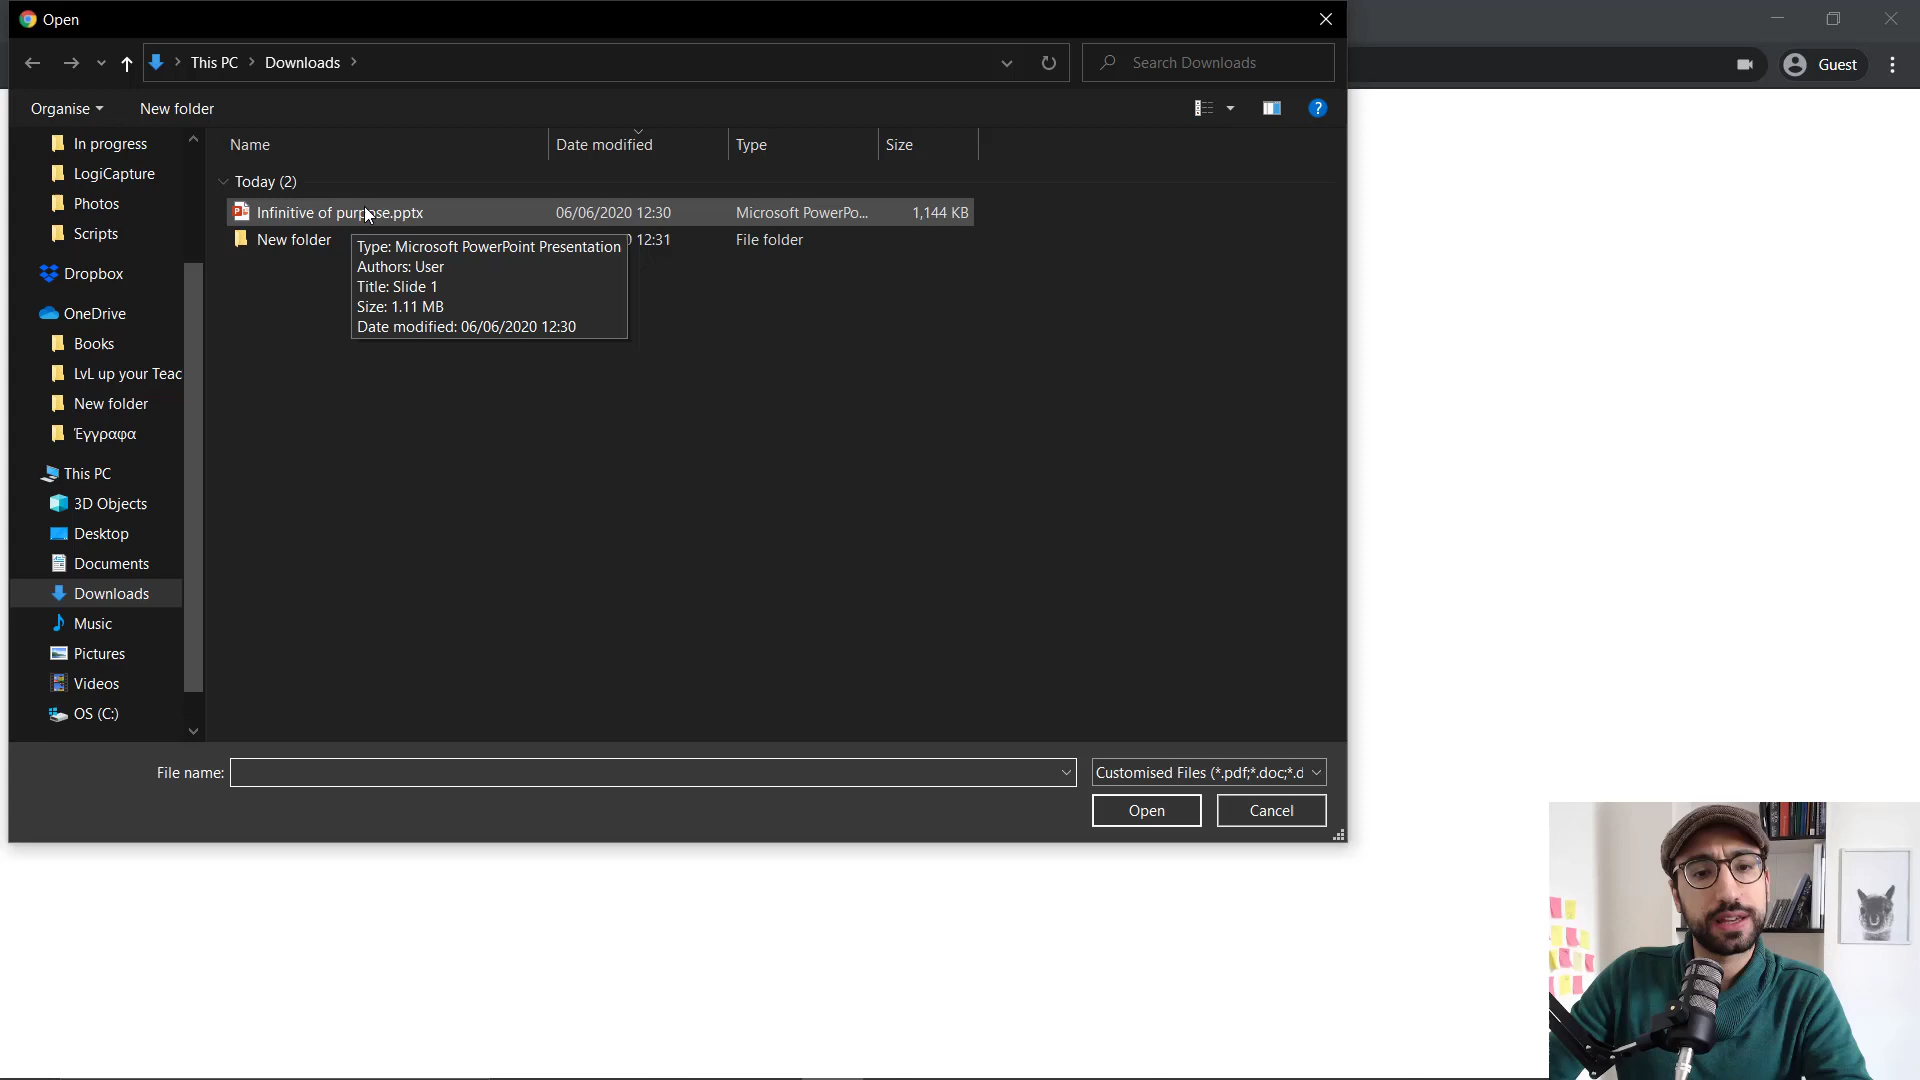 Open
This PC
Downloads
Search Downloads
Guest
Organise
New folder
?
In progress
LogiCapture
Photos
Scripts
Dropbox
OneDrive
Books
LvL up your Teac
New folder
Έγγραφα
This PC
3D Objects
Desktop
Documents
Downloads
Music
Pictures
Videos
OS (C:)
Name
Date modified
Type
Size
Today (2)
Infinitive of purpose.pptx
06/06/2020 12:30
Microsoft PowerPo...
1,144 KB
New folder
12:31
File folder
Type: Microsoft PowerPoint Presentation
Authors: User
Title: Slide 1
Size: 1.11 MB
Date modified: 06/06/2020 12:30
File name:
Customised Files (*.pdf;*.doc;*.d
Open
Cancel